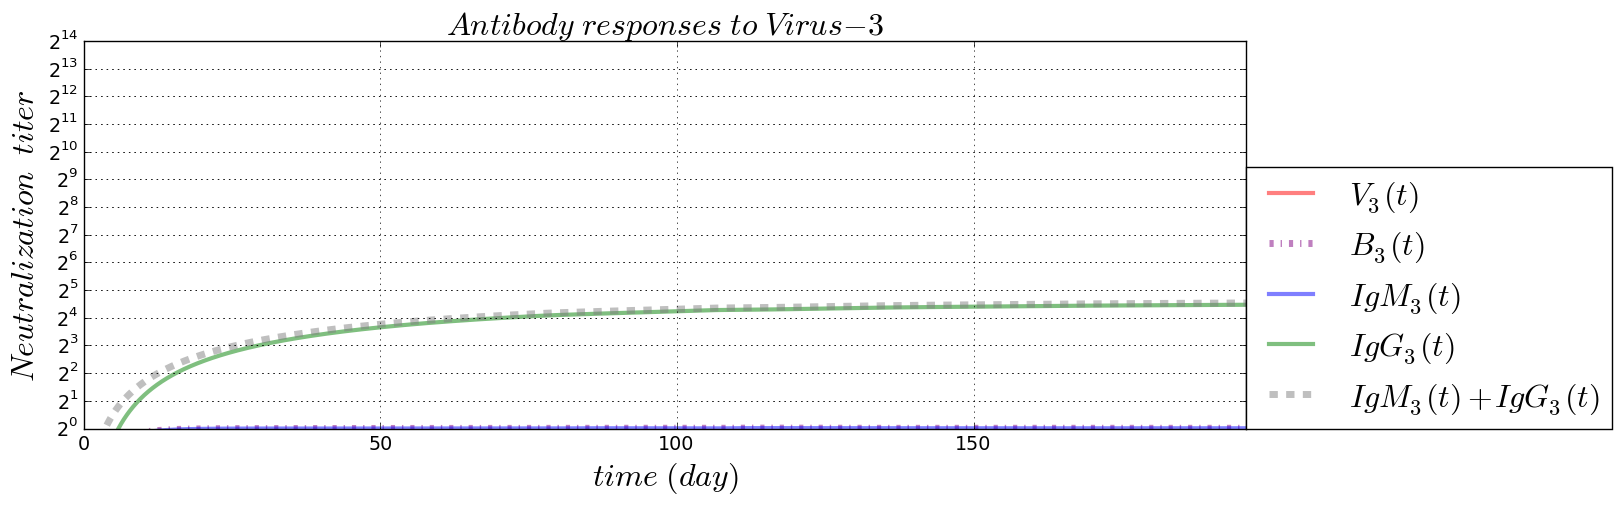 Antibody responses to Virus−3
Neutralization titer
2^14
2^13
2^12
2^11
2^10
2^9
2^8
2^7
2^6
2^5
2^4
2^3
2^2
2^1
2^0
0 50 100 150
time (day)
V_3(t)
B_3(t)
IgM_3(t)
IgG_3(t)
IgM_3(t)+IgG_3(t)